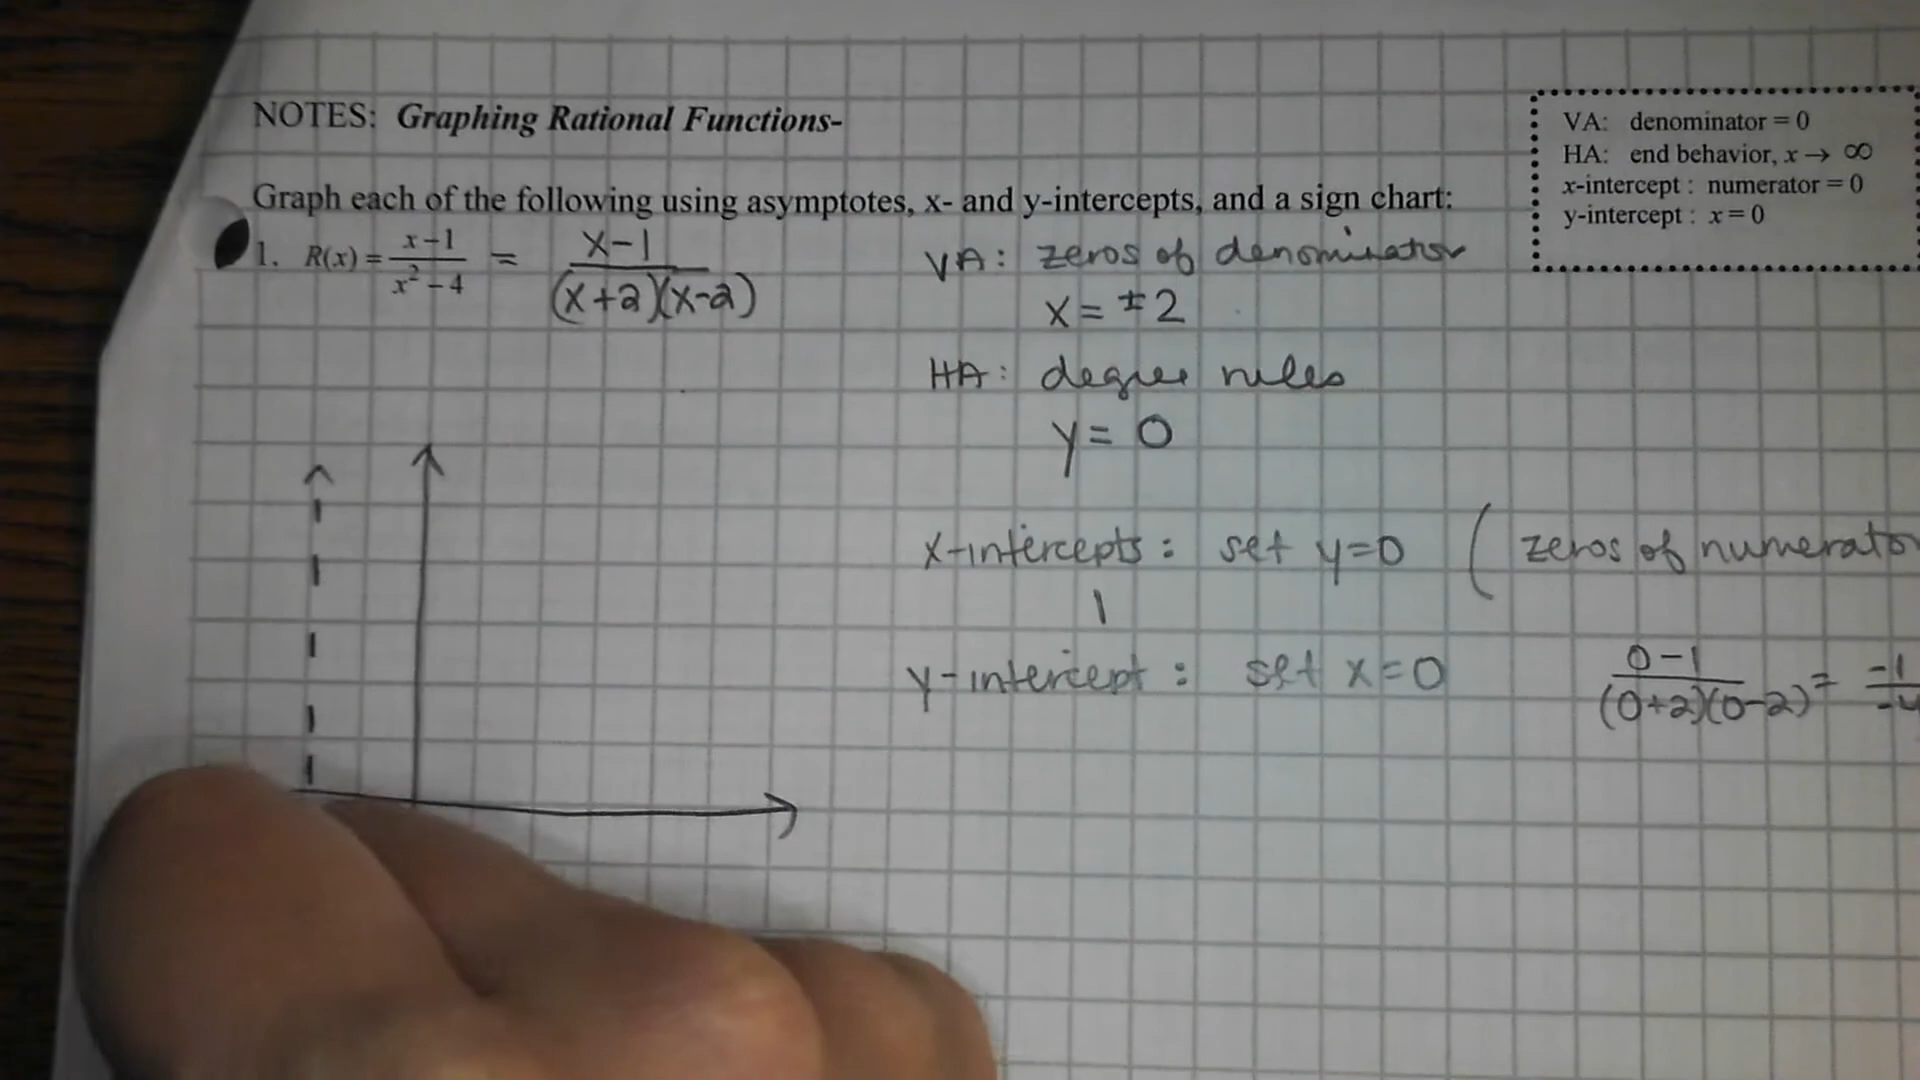 NOTES: Graphing Rational Functions-
VA: denominator = 0
HA: end behavior, x → ∞
x-intercept : numerator = 0
y-intercept : x = 0
Graph each of the following using asymptotes, x- and y-intercepts, and a sign chart:
1. R(x) = x-1 / x² - 4 = x-1 / (x+2)(x-2)
VA: zeros of denominator
x = ±2
HA: degree rules
y = 0
x-intercepts : set y=0 ( zeros of numerato
1
y-intercept : set x=0 0-1 / (0+2)(0-2) = -1 / -4